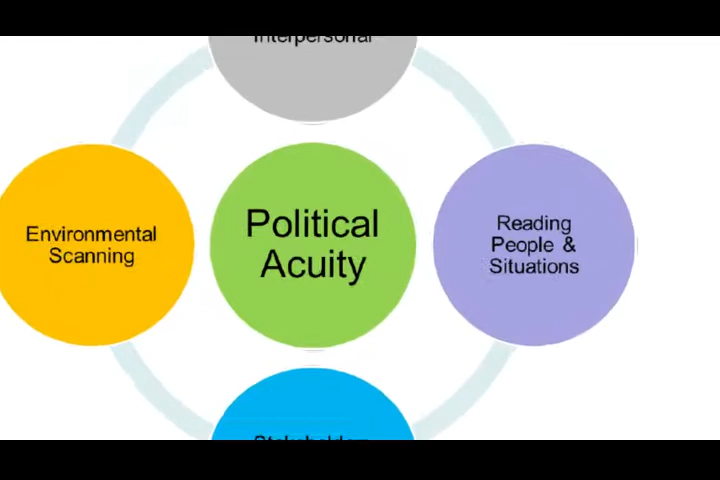 Interpersonal
Environmental
Scanning
Political
Acuity
Reading
People &
Situations